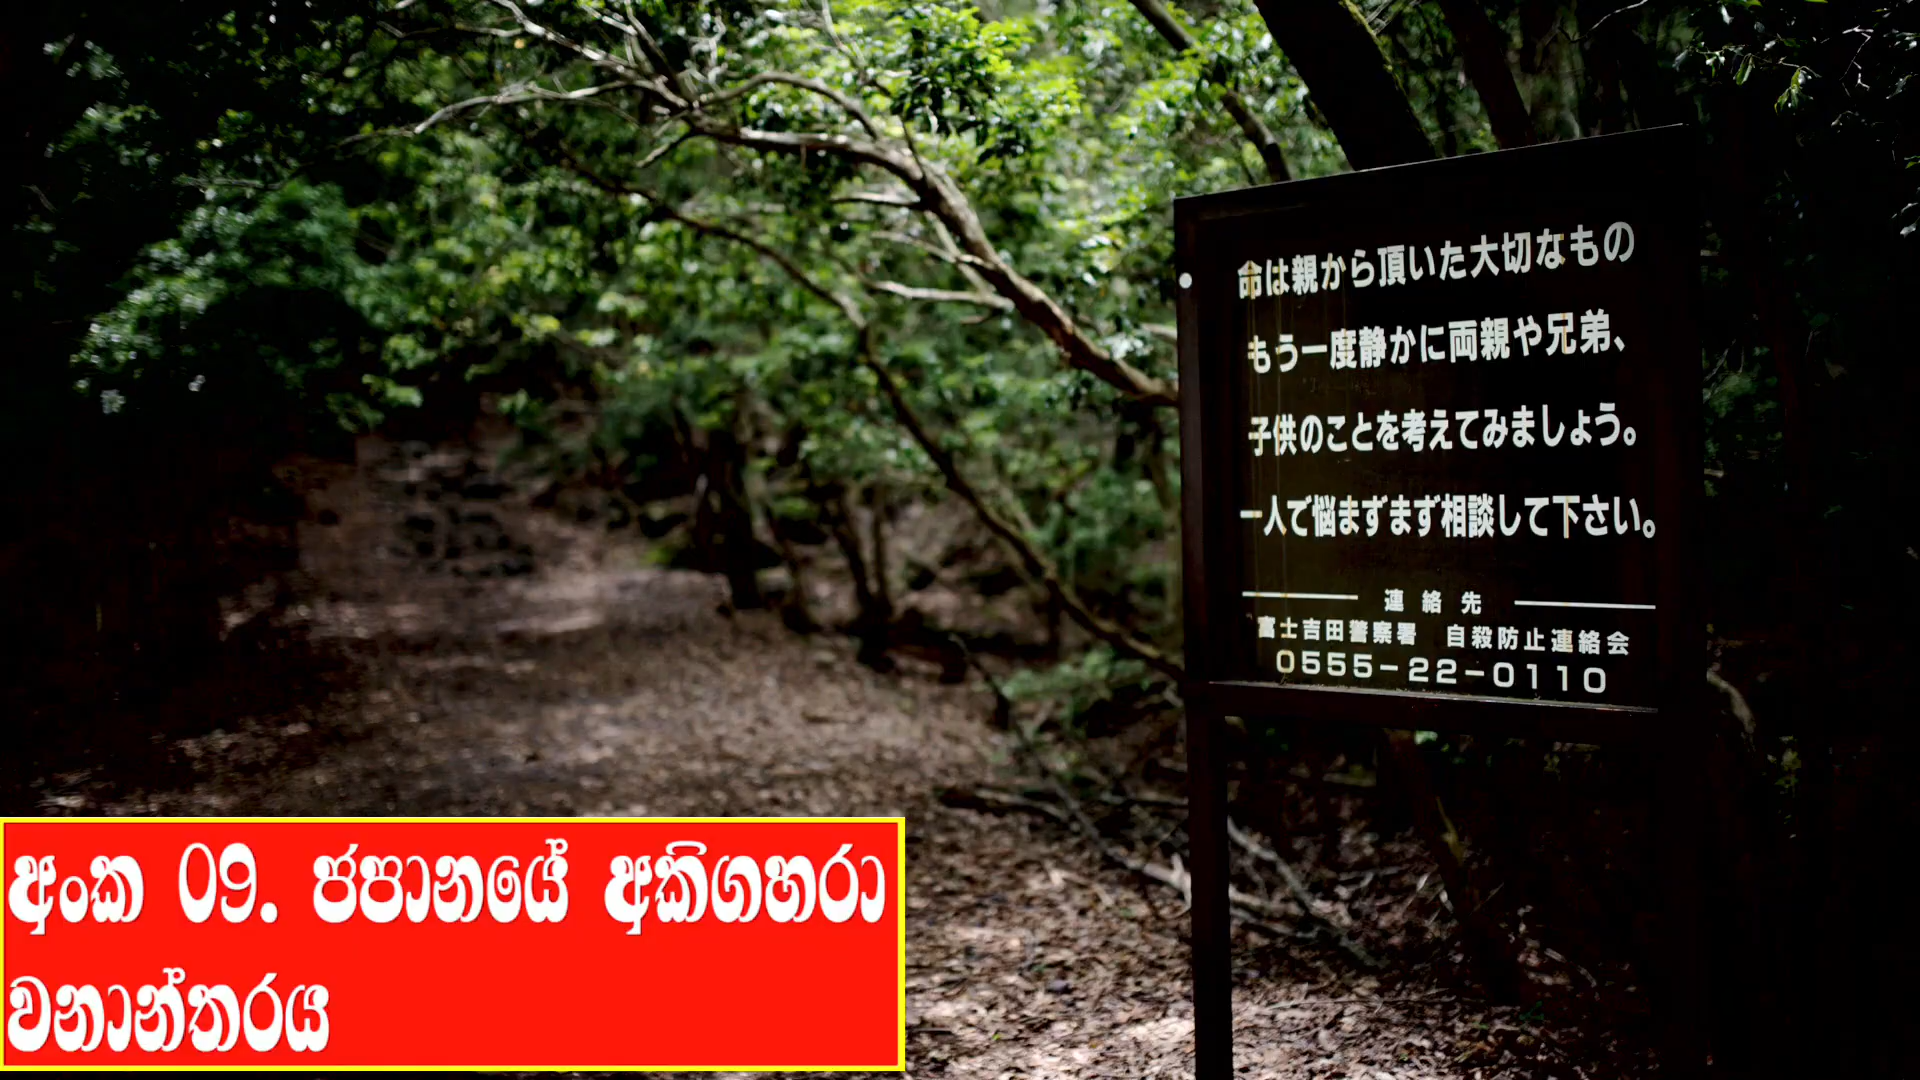 命は親から頂いた大切なもの
もう一度静かに両親や兄弟、
子供のことを考えてみましょう。
一人で悩まずまず相談して下さい。
連絡先
富士吉田警察署 自殺防止連絡会
0555-22-0110
අංක 09. ජපානයේ අකිගහරා
වනාන්තරය